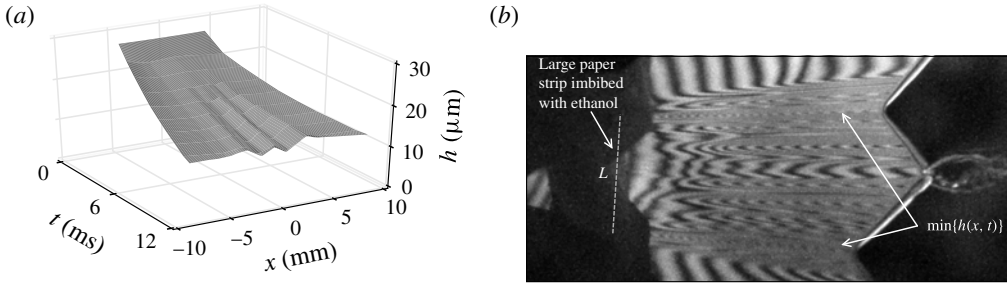 (a)
30
20
10
0
h (μm)
0
6
12
t (ms)
−10
−5
0
5
10
x (mm)
(b)
Large paper
strip imbibed
with ethanol
L
min{h(x, t)}